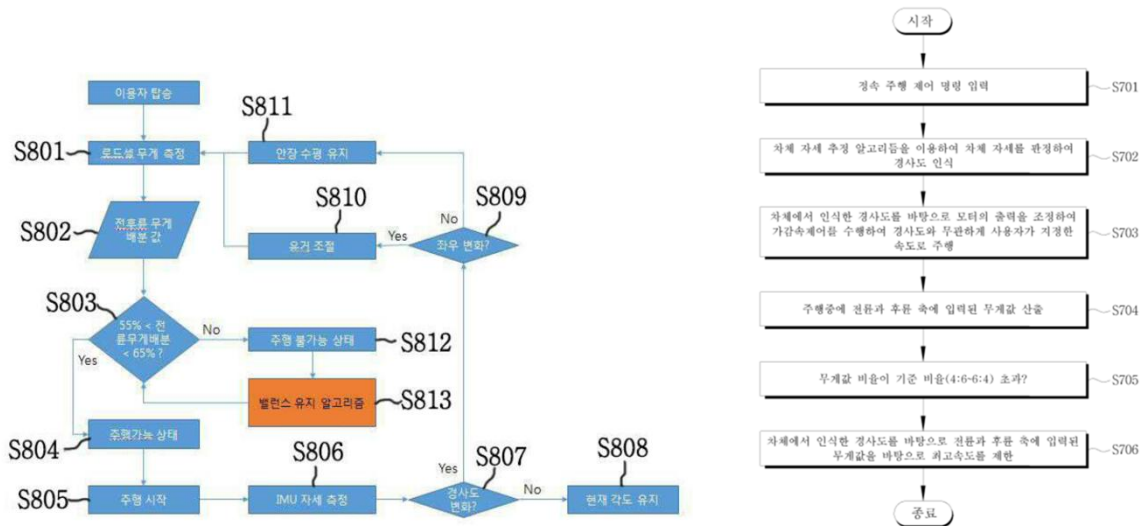 이용자 탑승
S801
로드셀 무게 측정
S802
전후륜 무게
배분 값
S803
55% < 전
륜무게배분
< 65% ?
Yes
No
S804
주행가능 상태
S805
주행 시작
주행 불가능 상태
S812
밸런스 유지 알고리즘
S813
S806
IMU 자세 측정
S807
경사도
변화?
Yes
No
S808
현재 각도 유지
S809
좌우 변화?
Yes
No
S810
윤거 조절
S811
안장 수평 유지
시작
정속 주행 제어 명령 입력
S701
차체 자세 추정 알고리듬을 이용하여 차체 자세를 판정하여
경사도 인식
S702
차체에서 인식한 경사도를 바탕으로 모터의 출력을 조정하여
가감속제어를 수행하여 경사도와 무관하게 사용자가 지정한
속도로 주행
S703
주행중에 전륜과 후륜 축에 입력된 무게값 산출
S704
무게값 비율이 기준 비율(4:6~6:4) 초과?
S705
차체에서 인식한 경사도를 바탕으로 전륜과 후륜 축에 입력된
무게값을 바탕으로 최고속도를 제한
S706
종료